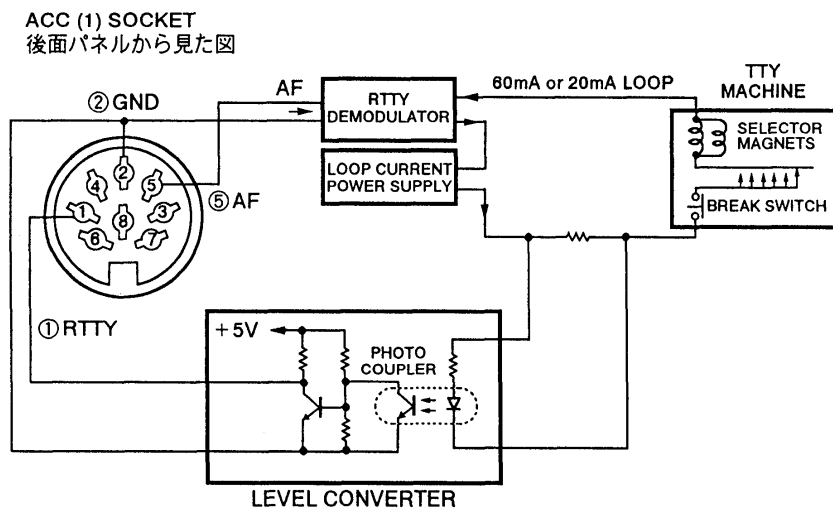 ACC (1) SOCKET
後面パネルから見た図
② GND
AF
RTTY
DEMODULATOR
60mA or 20mA LOOP
TTY
MACHINE
SELECTOR
MAGNETS
BREAK SWITCH
LOOP CURRENT
POWER SUPPLY
2
4
5
1
8
3
6
7
⑤ AF
① RTTY
+5V
PHOTO
COUPLER
LEVEL CONVERTER